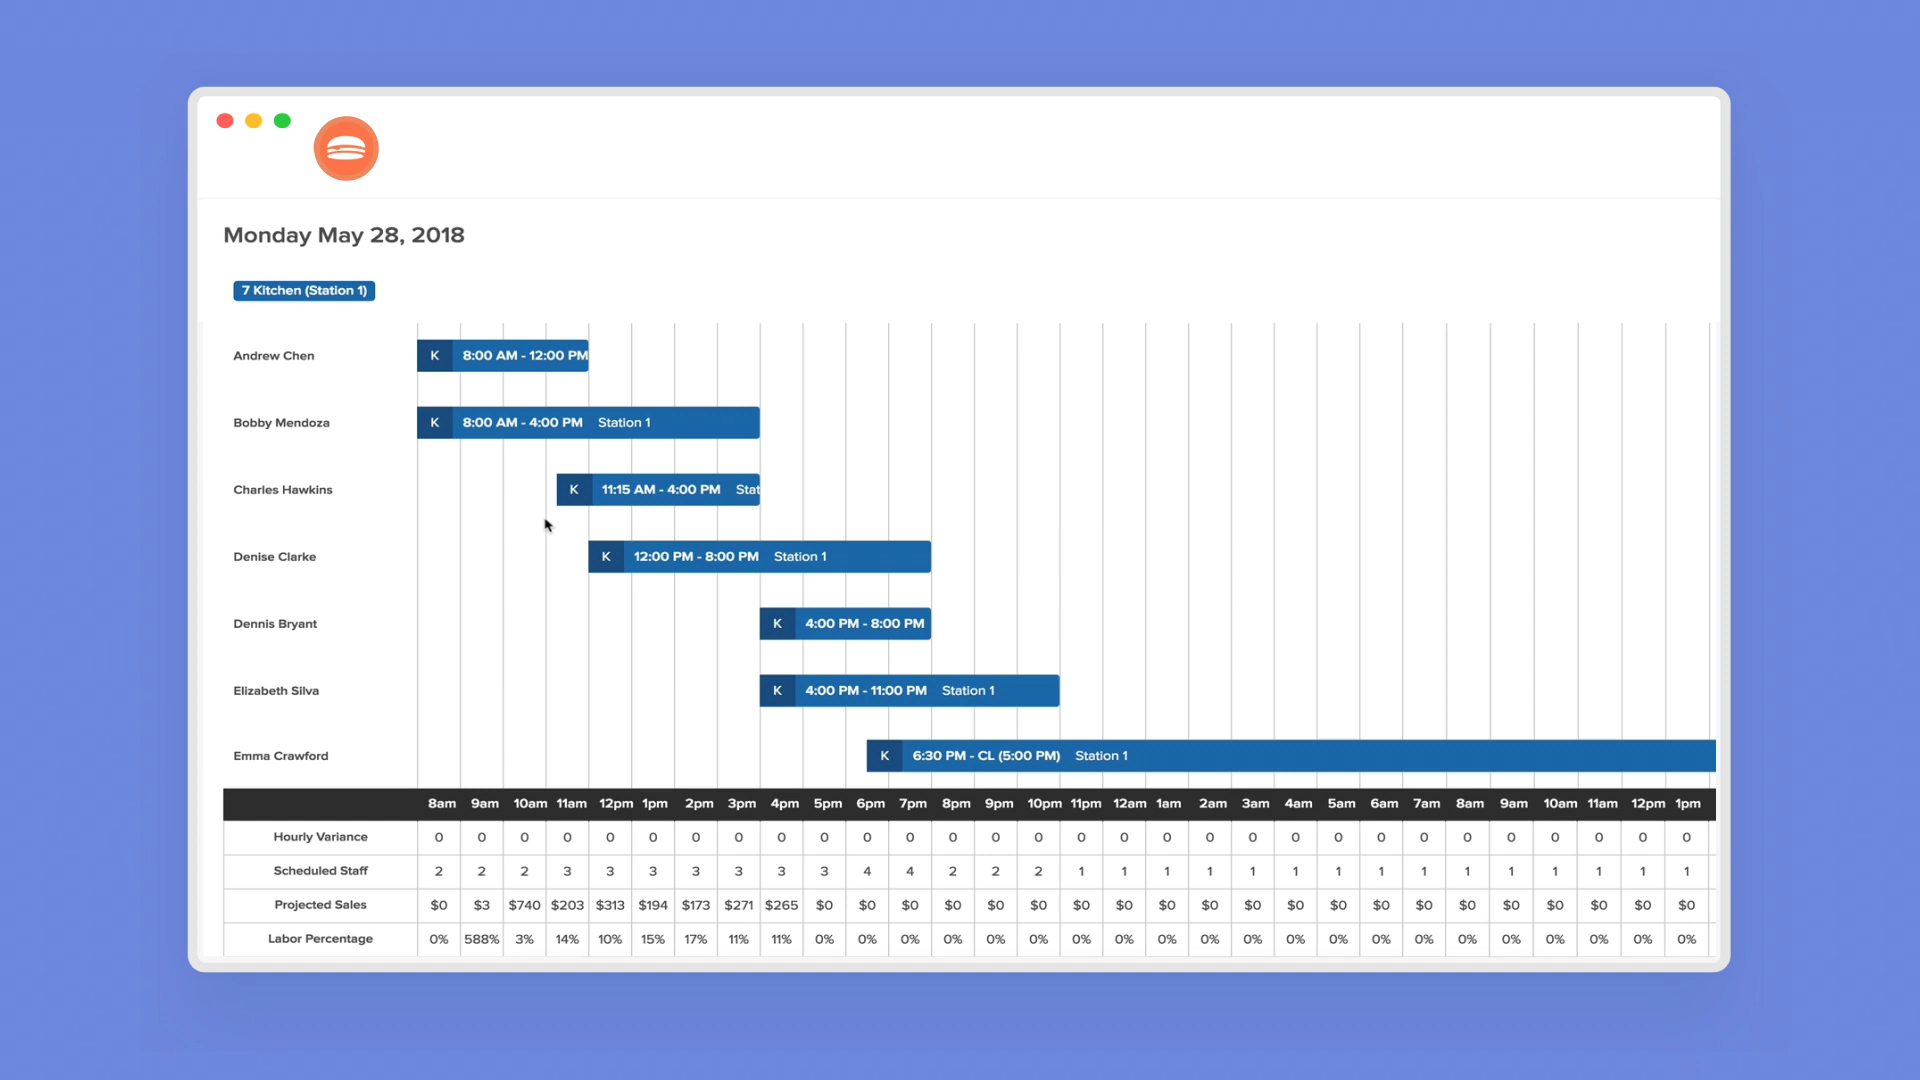 Monday May 28, 2018
7 Kitchen (Station 1)
Andrew Chen K 8:00 AM - 12:00 PM
Bobby Mendoza K 8:00 AM - 4:00 PM Station 1
Charles Hawkins K 11:15 AM - 4:00 PM Stat
Denise Clarke K 12:00 PM - 8:00 PM Station 1
Dennis Bryant K 4:00 PM - 8:00 PM
Elizabeth Silva K 4:00 PM - 11:00 PM Station 1
Emma Crawford K 6:30 PM - CL (5:00 PM) Station 1
8am 9am 10am 11am 12pm 1pm 2pm 3pm 4pm 5pm 6pm 7pm 8pm 9pm 10pm 11pm 12am 1am 2am 3am 4am 5am 6am 7am 8am 9am 10am 11am 12pm 1pm
Hourly Variance 0 0 0 0 0 0 0 0 0 0 0 0 0 0 0 0 0 0 0 0 0 0 0 0 0 0 0 0 0 0
Scheduled Staff 2 2 2 3 3 3 3 3 3 3 4 4 2 2 2 1 1 1 1 1 1 1 1 1 1 1 1 1 1 1
Projected Sales $0 $3 $740 $203 $313 $194 $173 $271 $265 $0 $0 $0 $0 $0 $0 $0 $0 $0 $0 $0 $0 $0 $0 $0 $0 $0 $0 $0 $0 $0
Labor Percentage 0% 588% 3% 14% 10% 15% 17% 11% 11% 0% 0% 0% 0% 0% 0% 0% 0% 0% 0% 0% 0% 0% 0% 0% 0% 0% 0% 0% 0% 0%